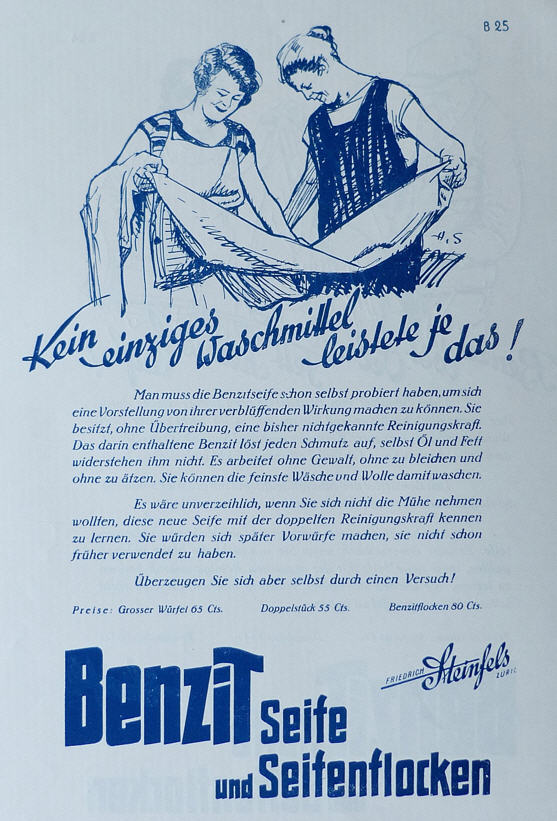 B 25
H.S
Kein einziges Waschmittel leistete je das!
Man muss die Benzitseife schon selbst probiert haben, um sich
eine Vorstellung von ihrer verblüffenden Wirkung machen zu können. Sie
besitzt, ohne Übertreibung, eine bisher nichtgekannte Reinigungskraft.
Das darin enthaltene Benzit löst jeden Schmutz auf, selbst Öl und Fett
widerstehen ihm nicht. Es arbeitet ohne Gewalt, ohne zu bleichen und
ohne zu ätzen. Sie können die feinste Wäsche und Wolle damit waschen.
Es wäre unverzeihlich, wenn Sie sich nicht die Mühe nehmen
wollten, diese neue Seife mit der doppelten Reinigungskraft kennen
zu lernen. Sie würden sich später Vorwürfe machen, sie nicht schon
früher verwendet zu haben.
Überzeugen Sie sich aber selbst durch einen Versuch!
Preise: Grosser Würfel 65 Cts. Doppelstück 55 Cts. Benzitflocken 80 Cts.
FRIEDRICH Steinfels ZÜRICH
Benzit Seife
und Seifenflocken